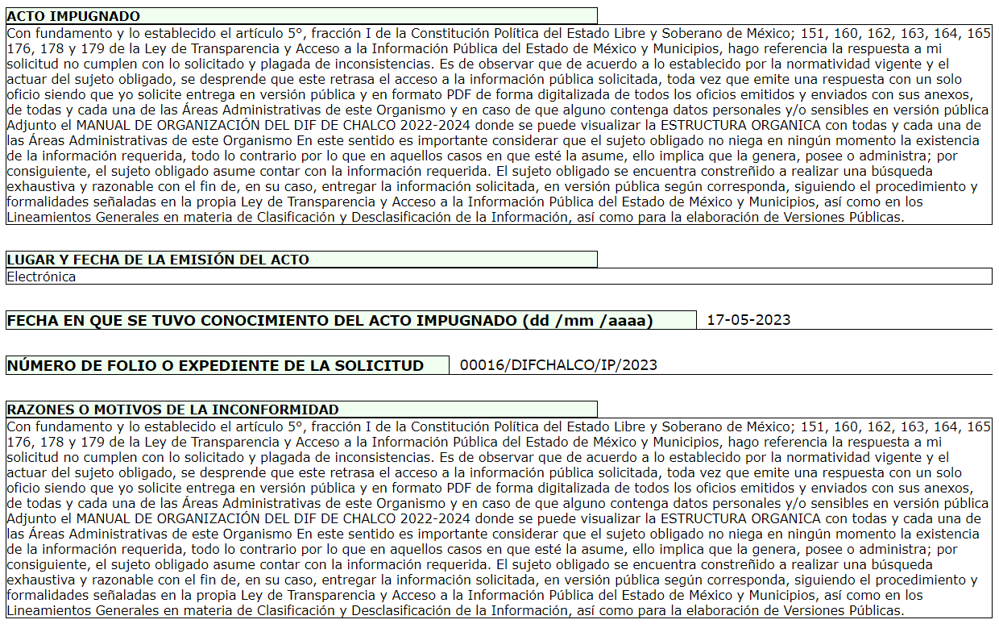 ACTO IMPUGNADO
Con fundamento y lo establecido el artículo 5°, fracción I de la Constitución Política del Estado Libre y Soberano de México; 151, 160, 162, 163, 164, 165
176, 178 y 179 de la Ley de Transparencia y Acceso a la Información Pública del Estado de México y Municipios, hago referencia la respuesta a mi
solicitud no cumplen con lo solicitado y plagada de inconsistencias. Es de observar que de acuerdo a lo establecido por la normatividad vigente y el
actuar del sujeto obligado, se desprende que este retrasa el acceso a la información pública solicitada, toda vez que emite una respuesta con un solo
oficio siendo que yo solicite entrega en versión pública y en formato PDF de forma digitalizada de todos los oficios emitidos y enviados con sus anexos,
de todas y cada una de las Áreas Administrativas de este Organismo y en caso de que alguno contenga datos personales y/o sensibles en versión pública
Adjunto el MANUAL DE ORGANIZACIÓN DEL DIF DE CHALCO 2022-2024 donde se puede visualizar la ESTRUCTURA ORGANICA con todas y cada una de
las Áreas Administrativas de este Organismo En este sentido es importante considerar que el sujeto obligado no niega en ningún momento la existencia
de la información requerida, todo lo contrario por lo que en aquellos casos en que esté la asume, ello implica que la genera, posee o administra; por
consiguiente, el sujeto obligado asume contar con la información requerida. El sujeto obligado se encuentra constreñido a realizar una búsqueda
exhaustiva y razonable con el fin de, en su caso, entregar la información solicitada, en versión pública según corresponda, siguiendo el procedimiento y
formalidades señaladas en la propia Ley de Transparencia y Acceso a la Información Pública del Estado de México y Municipios, así como en los
Lineamientos Generales en materia de Clasificación y Desclasificación de la Información, así como para la elaboración de Versiones Públicas.
LUGAR Y FECHA DE LA EMISIÓN DEL ACTO
Electrónica
FECHA EN QUE SE TUVO CONOCIMIENTO DEL ACTO IMPUGNADO (dd /mm /aaaa) 17-05-2023
NÚMERO DE FOLIO O EXPEDIENTE DE LA SOLICITUD 00016/DIFCHALCO/IP/2023
RAZONES O MOTIVOS DE LA INCONFORMIDAD
Con fundamento y lo establecido el artículo 5°, fracción I de la Constitución Política del Estado Libre y Soberano de México; 151, 160, 162, 163, 164, 165
176, 178 y 179 de la Ley de Transparencia y Acceso a la Información Pública del Estado de México y Municipios, hago referencia la respuesta a mi
solicitud no cumplen con lo solicitado y plagada de inconsistencias. Es de observar que de acuerdo a lo establecido por la normatividad vigente y el
actuar del sujeto obligado, se desprende que este retrasa el acceso a la información pública solicitada, toda vez que emite una respuesta con un solo
oficio siendo que yo solicite entrega en versión pública y en formato PDF de forma digitalizada de todos los oficios emitidos y enviados con sus anexos,
de todas y cada una de las Áreas Administrativas de este Organismo y en caso de que alguno contenga datos personales y/o sensibles en versión pública
Adjunto el MANUAL DE ORGANIZACIÓN DEL DIF DE CHALCO 2022-2024 donde se puede visualizar la ESTRUCTURA ORGANICA con todas y cada una de
las Áreas Administrativas de este Organismo En este sentido es importante considerar que el sujeto obligado no niega en ningún momento la existencia
de la información requerida, todo lo contrario por lo que en aquellos casos en que esté la asume, ello implica que la genera, posee o administra; por
consiguiente, el sujeto obligado asume contar con la información requerida. El sujeto obligado se encuentra constreñido a realizar una búsqueda
exhaustiva y razonable con el fin de, en su caso, entregar la información solicitada, en versión pública según corresponda, siguiendo el procedimiento y
formalidades señaladas en la propia Ley de Transparencia y Acceso a la Información Pública del Estado de México y Municipios, así como en los
Lineamientos Generales en materia de Clasificación y Desclasificación de la Información, así como para la elaboración de Versiones Públicas.